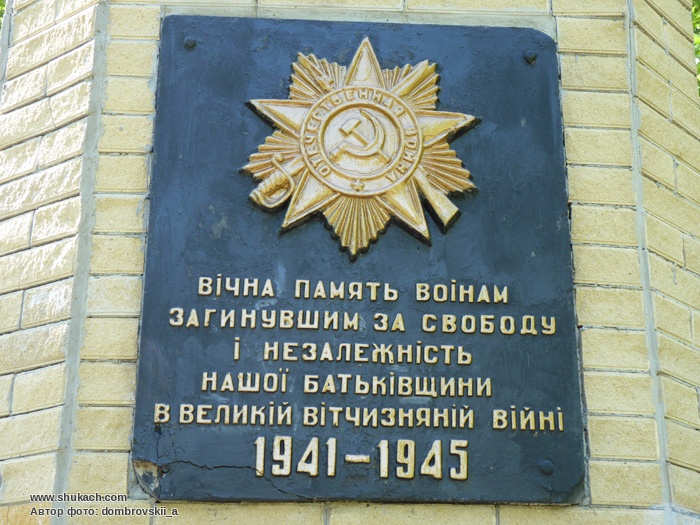 ОТЕЧЕСТВЕННАЯ ВОЙНА
ВІЧНА ПАМЯТЬ ВОІНАМ
ЗАГИНУВШИМ ЗА СВОБОДУ
І НЕЗАЛЕЖНІСТЬ
НАШОЇ БАТЬКІВЩИНИ
В ВЕЛИКІЙ ВІТЧИЗНЯНІЙ ВІЙНІ
1941-1945
www.shukach.com
Автор фото: dombrovskii_a